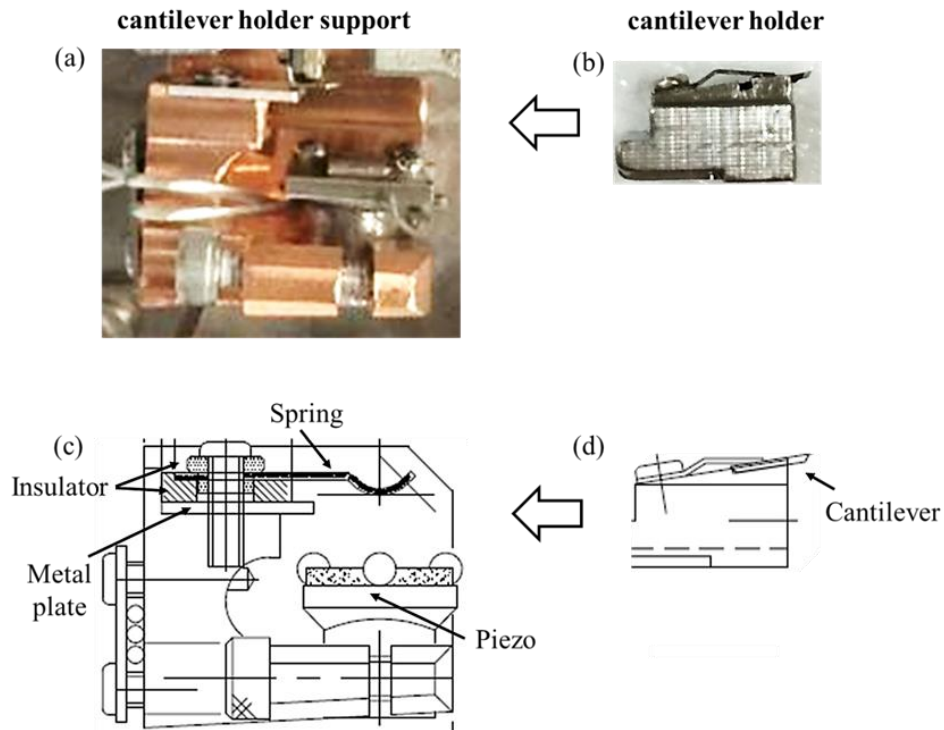 cantilever holder support
cantilever holder
(a)
(b)
(c)
Spring
(d)
Insulator
Cantilever
Metal
plate
Piezo